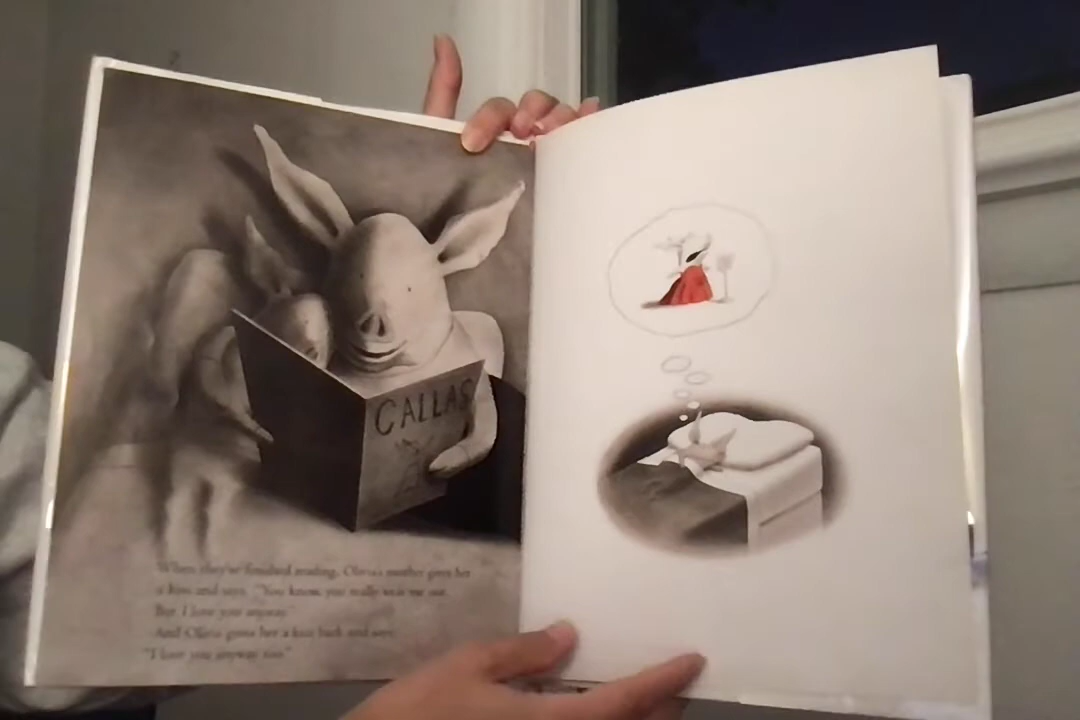 CALLAS
When they've finished reading, Olivia's mother gives her
a kiss and says, "You know, you really wear me out.
But I love you anyway."
And Olivia gives her a kiss back and says,
"I love you anyway too."